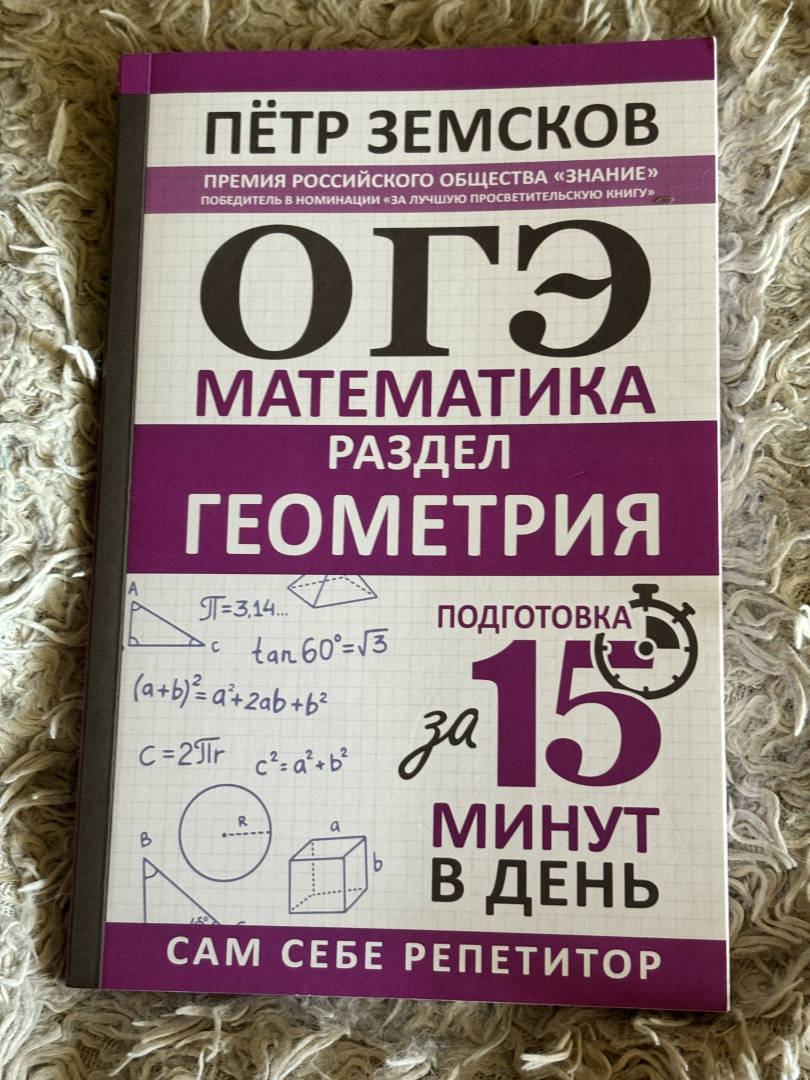 ПЁТР ЗЕМСКОВ
ПРЕМИЯ РОССИЙСКОГО ОБЩЕСТВА «ЗНАНИЕ»
ПОБЕДИТЕЛЬ В НОМИНАЦИИ «ЗА ЛУЧШУЮ ПРОСВЕТИТЕЛЬСКУЮ КНИГУ»
ОГЭ
МАТЕМАТИКА
РАЗДЕЛ
ГЕОМЕТРИЯ
A
C
π=3,14...
tan 60°=√3
(a+b)²=a²+2ab+b²
C=2πr
c²=a²+b²
R
a
b
B
ПОДГОТОВКА
за 15
МИНУТ
В ДЕНЬ
САМ СЕБЕ РЕПЕТИТОР